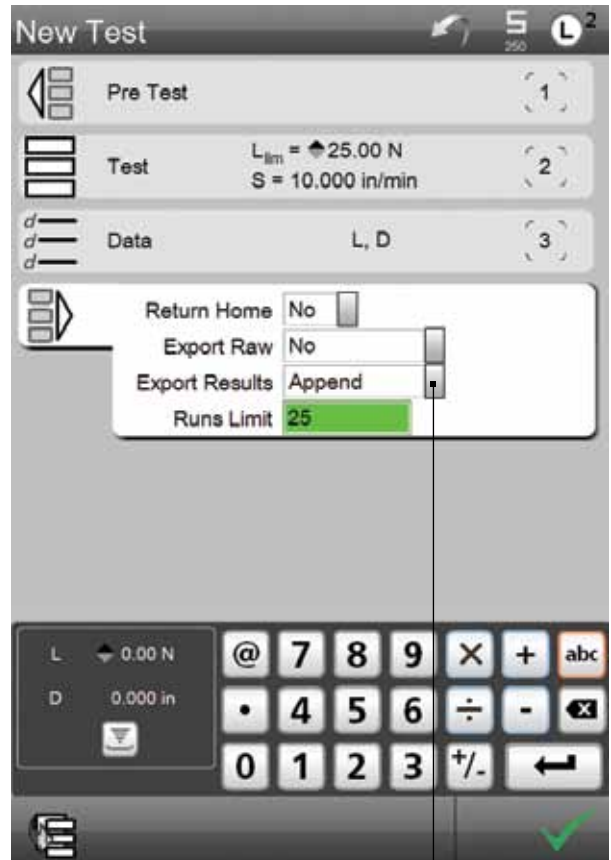 New Test
S
250
L 2
Pre Test 1
Test
Llim = 25.00 N
S = 10.000 in/min
2
d
d
d
Data L, D 3
Return Home No
Export Raw No
Export Results Append
Runs Limit 25
L 0.00 N
D 0.000 in
@ 7 8 9 × + abc
. 4 5 6 ÷ -
0 1 2 3 +/-